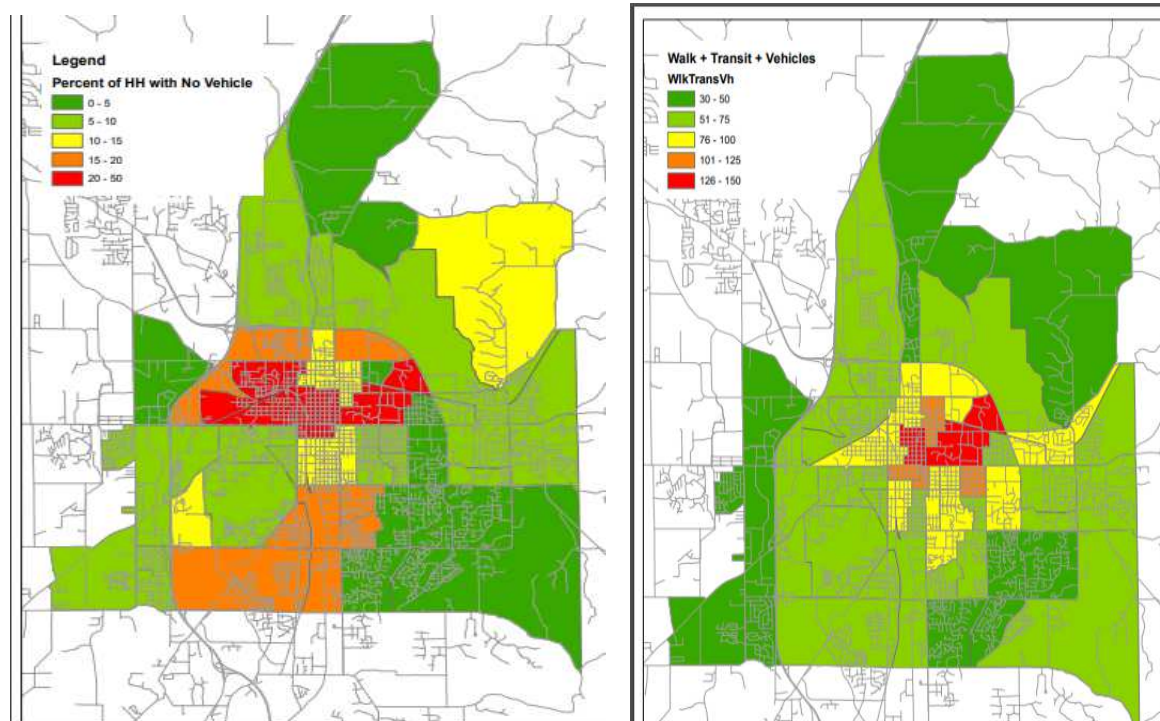 Legend
Percent of HH with No Vehicle
0 - 5
5 - 10
10 - 15
15 - 20
20 - 50
Walk + Transit + Vehicles
WlkTransVh
30 - 50
51 - 75
76 - 100
101 - 125
126 - 150